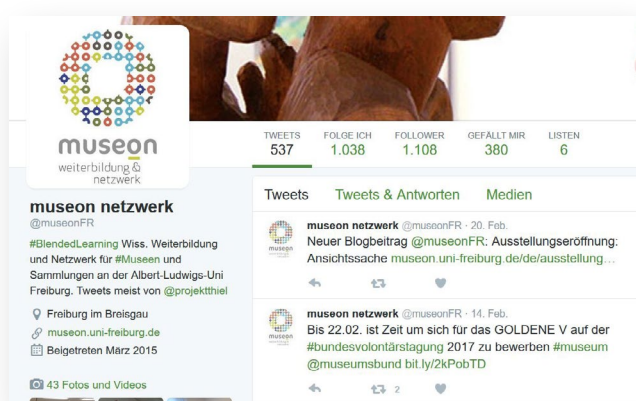 museon
weiterbildung &
netzwerk
TWEETS FOLGE ICH FOLLOWER GEFÄLLT MIR LISTEN
537 1.038 1.108 380 6
museon netzwerk
@museonFR
#BlendedLearning Wiss. Weiterbildung
und Netzwerk für #Museen und
Sammlungen an der Albert-Ludwigs-Uni
Freiburg. Tweets meist von @projektthiel
Freiburg im Breisgau
museon.uni-freiburg.de
Beigetreten März 2015
43 Fotos und Videos
Tweets Tweets & Antworten Medien
museon
museon netzwerk @museonFR · 20. Feb.
Neuer Blogbeitrag @museonFR: Ausstellungseröffnung:
Ansichtssache museon.uni-freiburg.de/de/ausstellung…
museon
museon netzwerk @museonFR · 14. Feb.
Bis 22.02. ist Zeit um sich für das GOLDENE V auf der
#bundesvolontärstagung 2017 zu bewerben #museum
@museumsbund bit.ly/2kPobTD
2